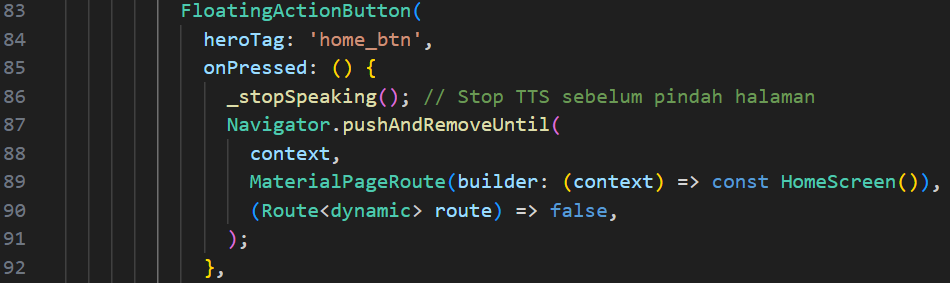 83 FloatingActionButton(
84 heroTag: 'home_btn',
85 onPressed: () {
86 _stopSpeaking(); // Stop TTS sebelum pindah halaman
87 Navigator.pushAndRemoveUntil(
88 context,
89 MaterialPageRoute(builder: (context) => const HomeScreen()),
90 (Route<dynamic> route) => false,
91 );
92 },